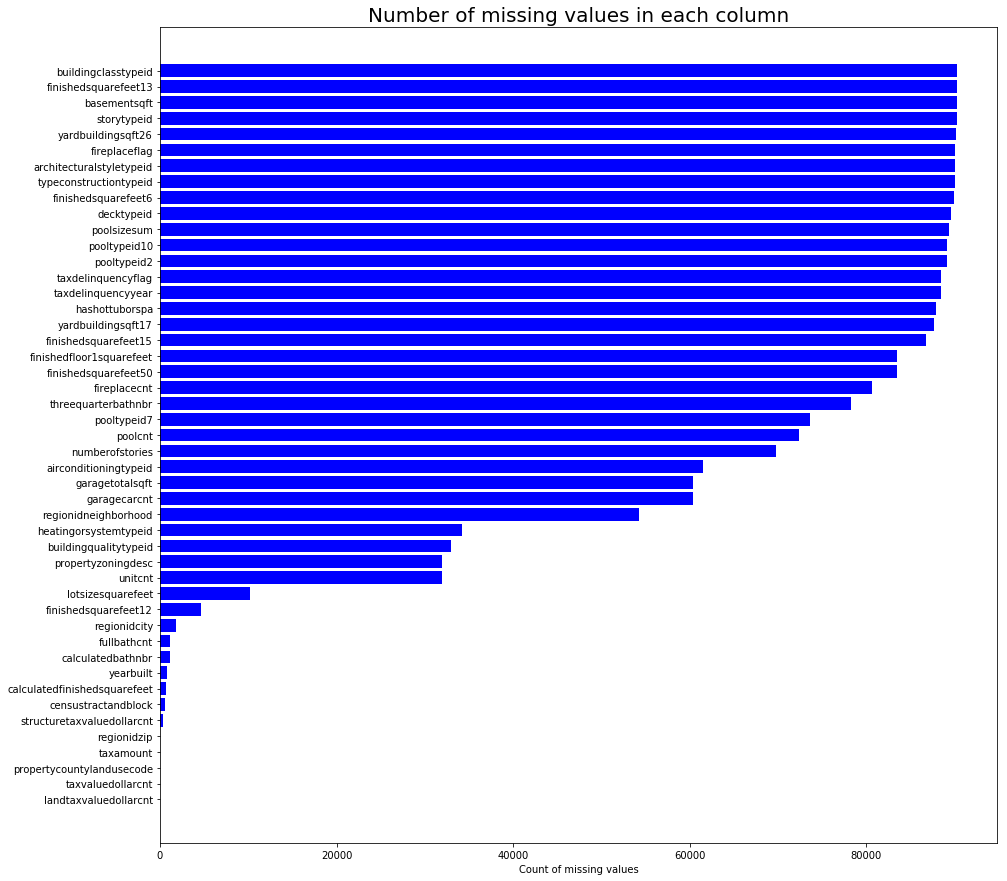 Number of missing values in each column
buildingclasstypeid
finishedsquarefeet13
basementsqft
storytypeid
yardbuildingsqft26
fireplaceflag
architecturalstyletypeid
typeconstructiontypeid
finishedsquarefeet6
decktypeid
poolsizesum
pooltypeid10
pooltypeid2
taxdelinquencyflag
taxdelinquencyyear
hashottuborspa
yardbuildingsqft17
finishedsquarefeet15
finishedfloor1squarefeet
finishedsquarefeet50
fireplacecnt
threequarterbathnbr
pooltypeid7
poolcnt
numberofstories
airconditioningtypeid
garagetotalsqft
garagecarcnt
regionidneighborhood
heatingorsystemtypeid
buildingqualitytypeid
propertyzoningdesc
unitcnt
lotsizesquarefeet
finishedsquarefeet12
regionidcity
fullbathcnt
calculatedbathnbr
yearbuilt
calculatedfinishedsquarefeet
censustractandblock
structuretaxvaluedollarcnt
regionidzip
taxamount
propertycountylandusecode
taxvaluedollarcnt
landtaxvaluedollarcnt
0 20000 40000 60000 80000
Count of missing values